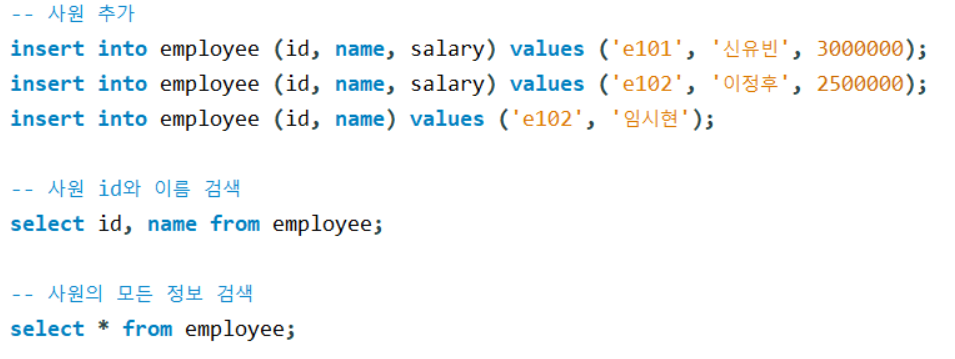 -- 사원 추가
insert into employee (id, name, salary) values ('e101', '신유빈', 3000000);
insert into employee (id, name, salary) values ('e102', '이정후', 2500000);
insert into employee (id, name) values ('e102', '임시현');
-- 사원 id와 이름 검색
select id, name from employee;
-- 사원의 모든 정보 검색
select * from employee;